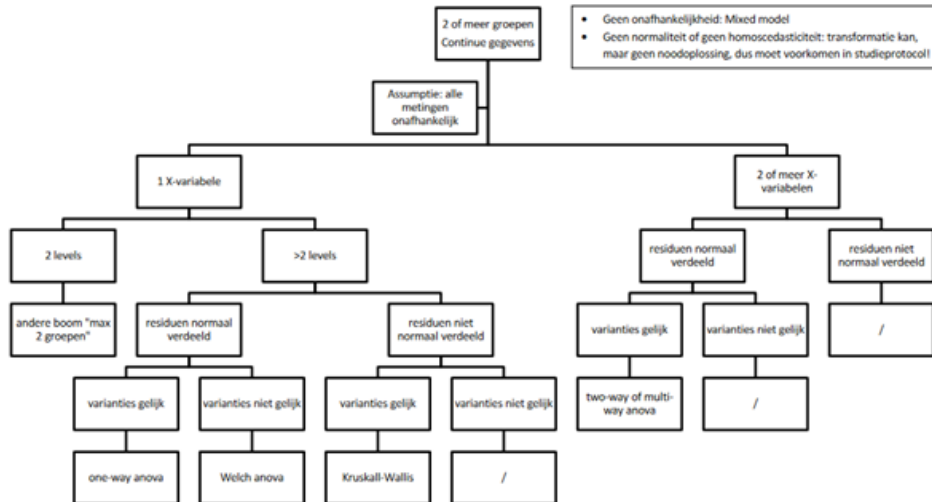 2 of meer groepen
Continue gegevens
• Geen onafhankelijkheid: Mixed model
• Geen normaliteit of geen homoscedasticiteit: transformatie kan,
maar geen noodoplossing, dus moet voorkomen in studieprotocol!
Assumptie: alle
metingen
onafhankelijk
1 X-variabele
2 of meer X-
variabelen
2 levels
>2 levels
residuen normaal
verdeeld
residuen niet
normaal verdeeld
andere boom "max
2 groepen"
residuen normaal
verdeeld
residuen niet
normaal verdeeld
varianties gelijk
varianties niet gelijk
/
varianties gelijk
varianties niet gelijk
varianties gelijk
varianties niet gelijk
two-way of multi-
way anova
/
one-way anova
Welch anova
Kruskall-Wallis
/